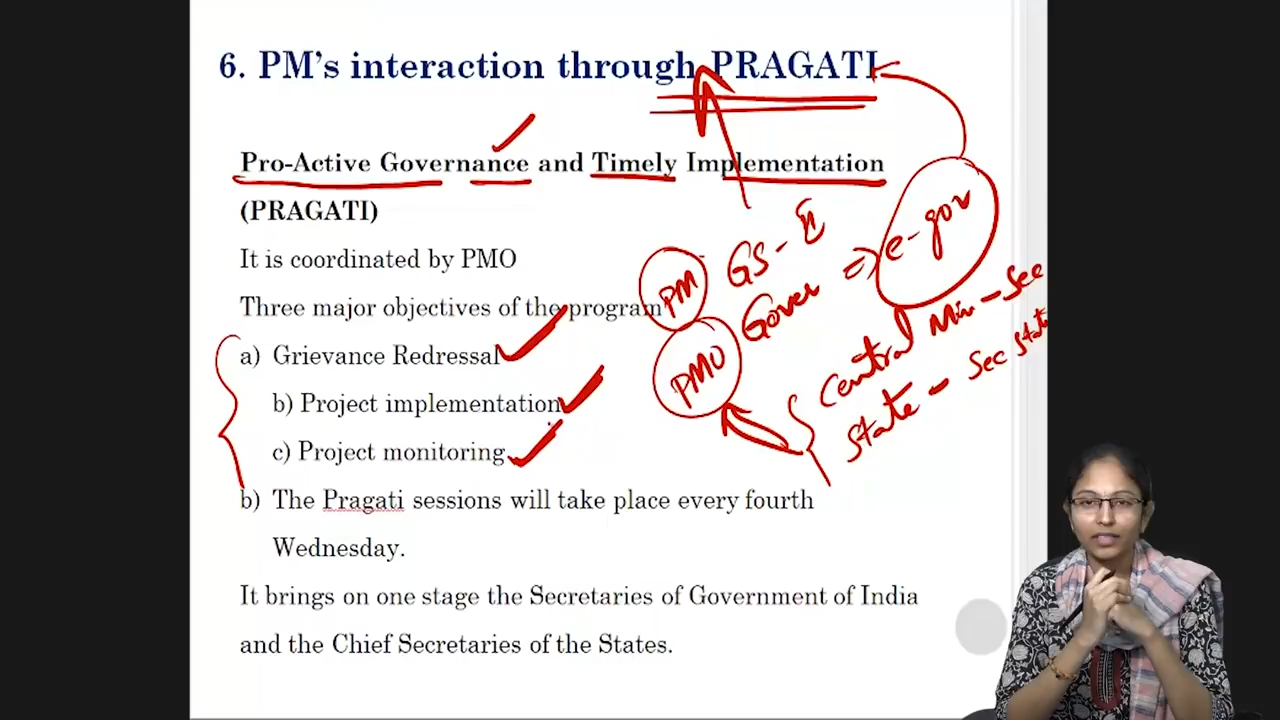 6. PM's interaction through PRAGATI
Pro-Active Governance and Timely Implementation
(PRAGATI)
It is coordinated by PMO
Three major objectives of the program
a) Grievance Redressal
b) Project implementation
c) Project monitoring
b) The Pragati sessions will take place every fourth
Wednesday.
It brings on one stage the Secretaries of Government of India
and the Chief Secretaries of the States.
PM
PMO
GS-II
Gover ⇒ e-gov
Central Min - Sec
State - Sec State